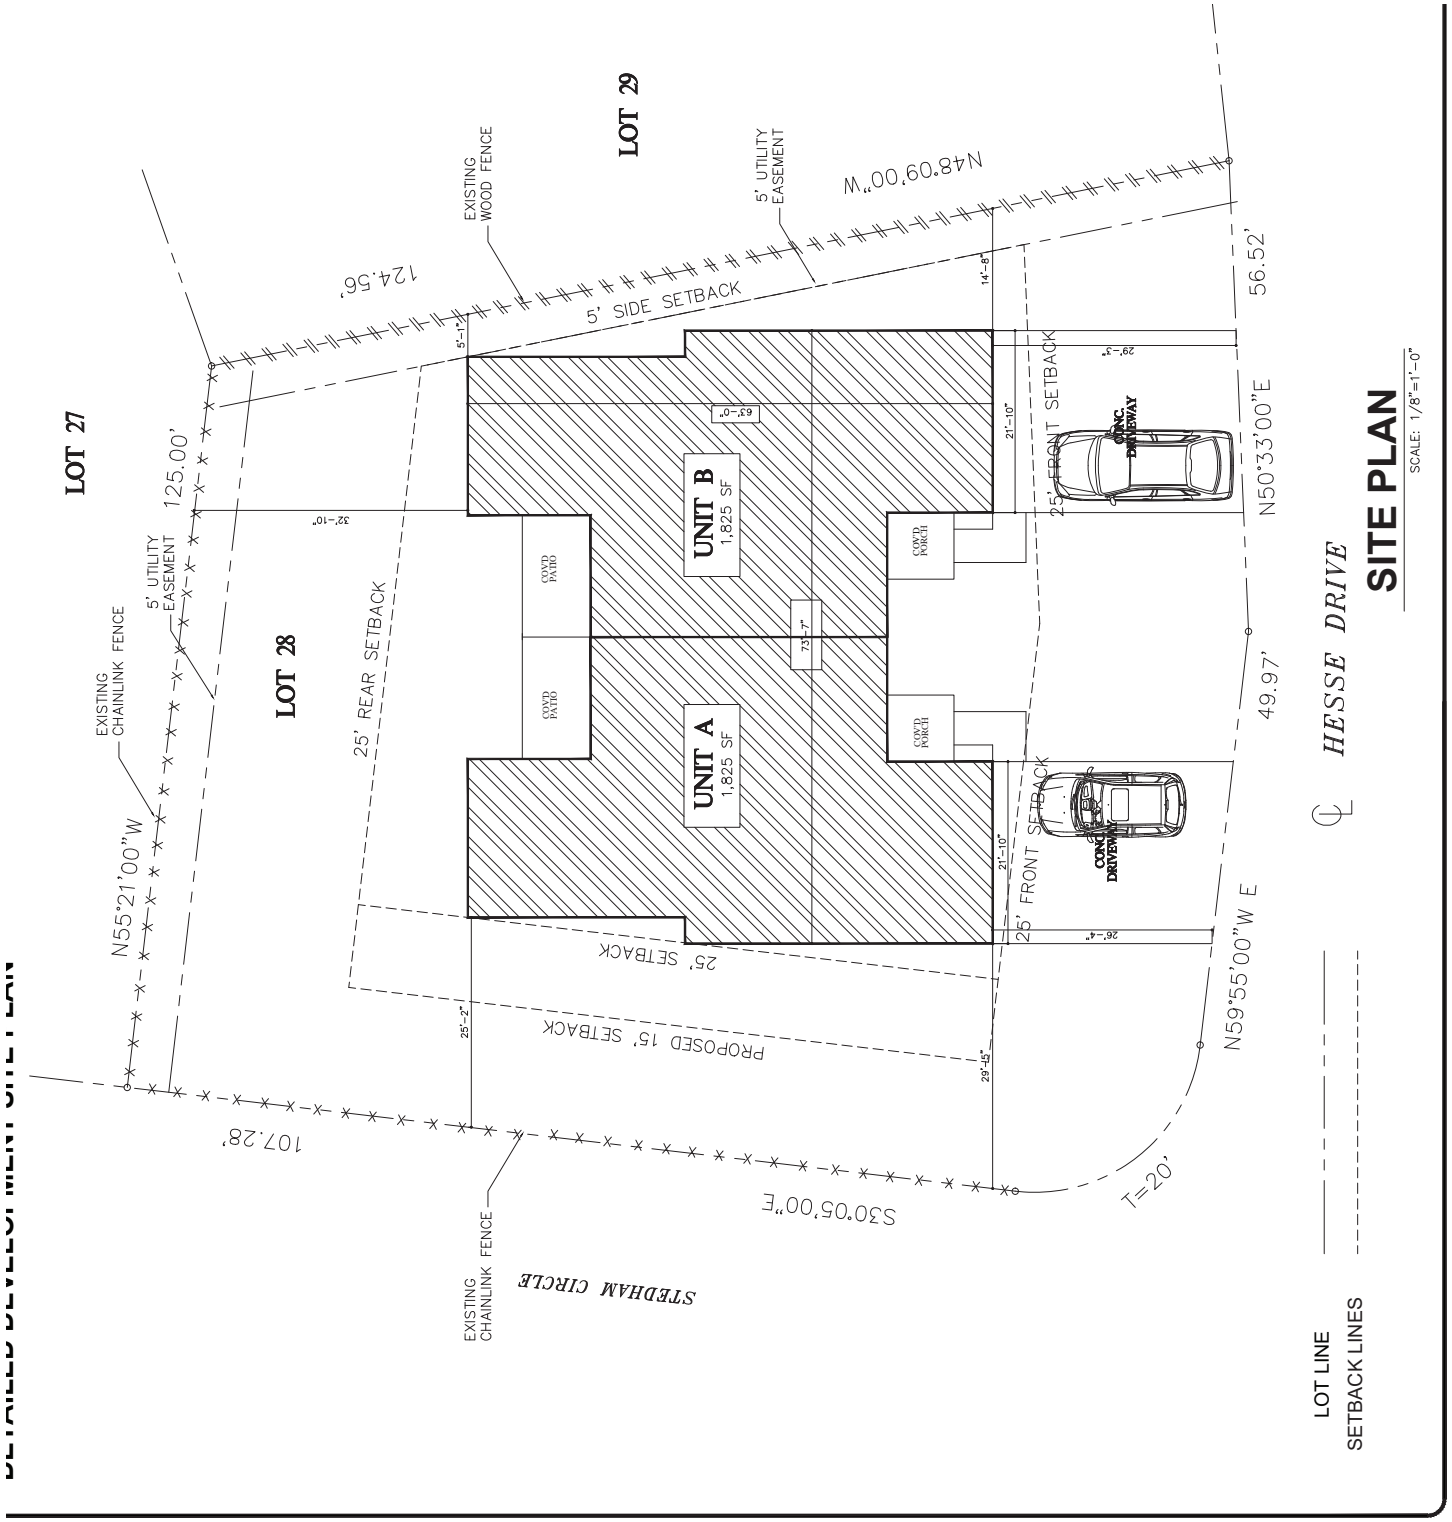 DETAILED DEVELOPMENT SITE PLAN
LOT 27
LOT 29
LOT 28
EXISTING
CHAINLINK FENCE
5' UTILITY
EASEMENT
N55°21'00"W
125.00'
EXISTING
WOOD FENCE
5' UTILITY
EASEMENT
124.56'
N48°09'00"W
5' SIDE SETBACK
25' REAR SETBACK
32'-10"
5'-1"
14'-8"
COV'D
PATIO
COV'D
PATIO
UNIT A
1,825 SF
UNIT B
1,825 SF
63'-0"
73'-7"
COV'D
PORCH
COV'D
PORCH
25' SETBACK
PROPOSED 15' SETBACK
25'-2"
29'-5"
21'-10"
21'-10"
25' FRONT SETBACK
25' FRONT SETBACK
CONC.
DRIVEWAY
CONC.
DRIVEWAY
26'-4"
29'-3"
107.28'
S30°05'00"E
EXISTING
CHAINLINK FENCE
STEDHAM CIRCLE
T=20'
N59°55'00"W E
49.97'
N50°33'00"E
56.52'
CL
HESSE DRIVE
LOT LINE
SETBACK LINES
SITE PLAN
SCALE: 1/8"=1'-0"